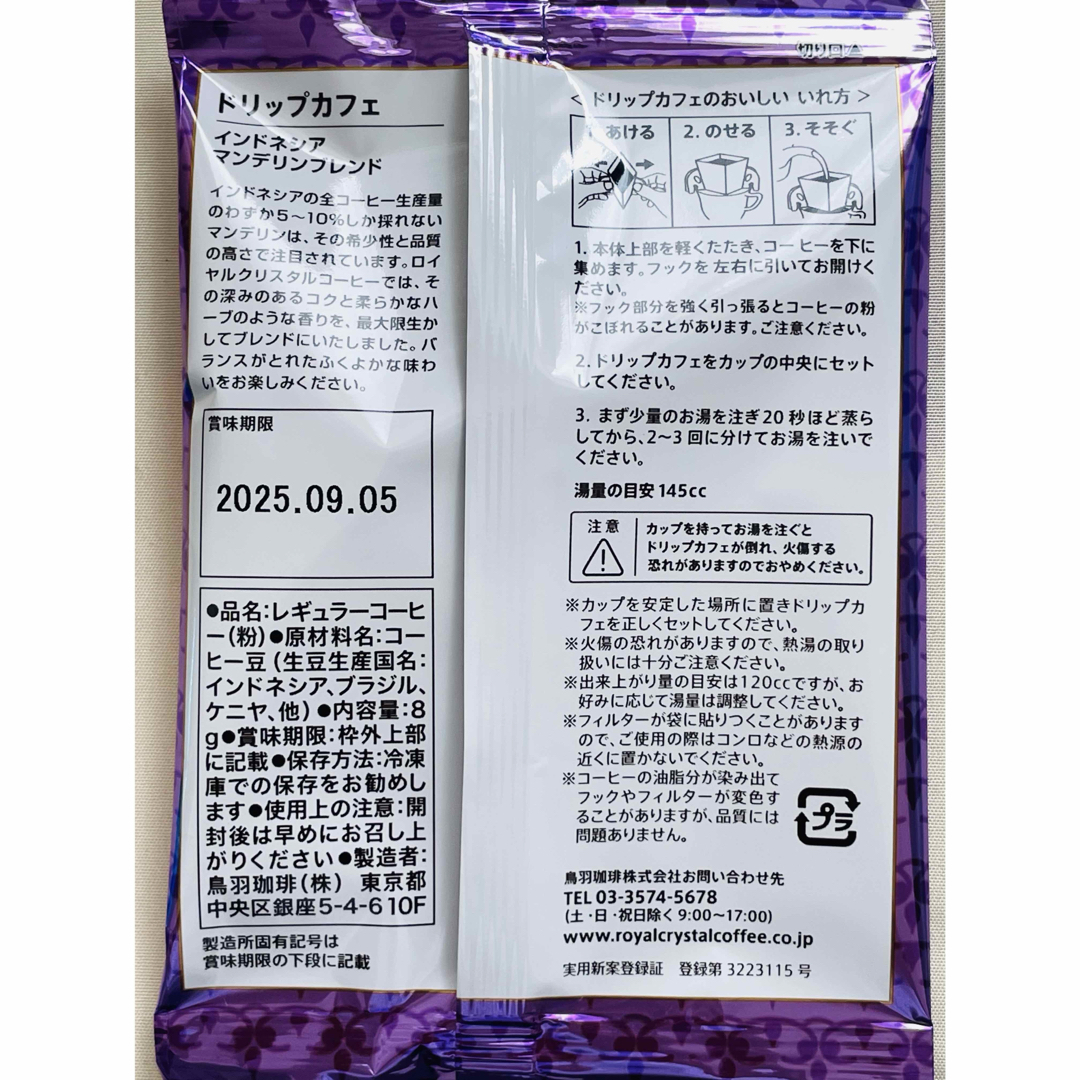 切り口
ドリップカフェ
インドネシア
マンデリンブレンド
インドネシアの全コーヒー生産量
のわずか5～10%しか採れない
マンデリンは、その希少性と品質
の高さで注目されています。ロイ
ヤルクリスタルコーヒーでは、そ
の深みのあるコクと柔らかなハ
ーブのような香りを、最大限生か
してブレンドにいたしました。バ
ランスがとれたふくよかな味わ
いをお楽しみください。
賞味期限
2025.09.05
●品名:レギュラーコーヒ
ー(粉)●原材料名:コー
ヒー豆(生豆生産国名:
インドネシア、ブラジル、
ケニヤ、他)●内容量:8
g●賞味期限:枠外上部
に記載●保存方法:冷凍
庫での保存をお勧めし
ます●使用上の注意:開
封後は早めにお召し上
がりください●製造者:
鳥羽珈琲(株) 東京都
中央区銀座5-4-610F
製造所固有記号は
賞味期限の下段に記載
＜ドリップカフェのおいしい いれ方＞
1. あける
2. のせる
3. そそぐ
1. 本体上部を軽くたたき、コーヒーを下に
集めます。フックを左右に引いてお開けく
ださい。
※フック部分を強く引っ張るとコーヒーの粉
がこぼれることがあります。ご注意ください。
2. ドリップカフェをカップの中央にセット
してください。
3. まず少量のお湯を注ぎ20秒ほど蒸ら
してから、2～3回に分けてお湯を注いで
ください。
湯量の目安145cc
注意
カップを持ってお湯を注ぐと
ドリップカフェが倒れ、火傷する
恐れがありますのでおやめください。
※カップを安定した場所に置きドリップカ
フェを正しくセットしてください。
※火傷の恐れがありますので、熱湯の取り
扱いには十分ご注意ください。
※出来上がり量の目安は120ccですが、お
好みに応じて湯量は調整してください。
※フィルターが袋に貼りつくことがあります
ので、ご使用の際はコンロなどの熱源の
近くに置かないでください。
※コーヒーの油脂分が染み出て
フックやフィルターが変色す
ることがありますが、品質には
問題ありません。
プラ
鳥羽珈琲株式会社お問い合わせ先
TEL 03-3574-5678
(土・日・祝日除く9:00～17:00)
www.royalcrystalcoffee.co.jp
実用新案登録証 登録第3223115号